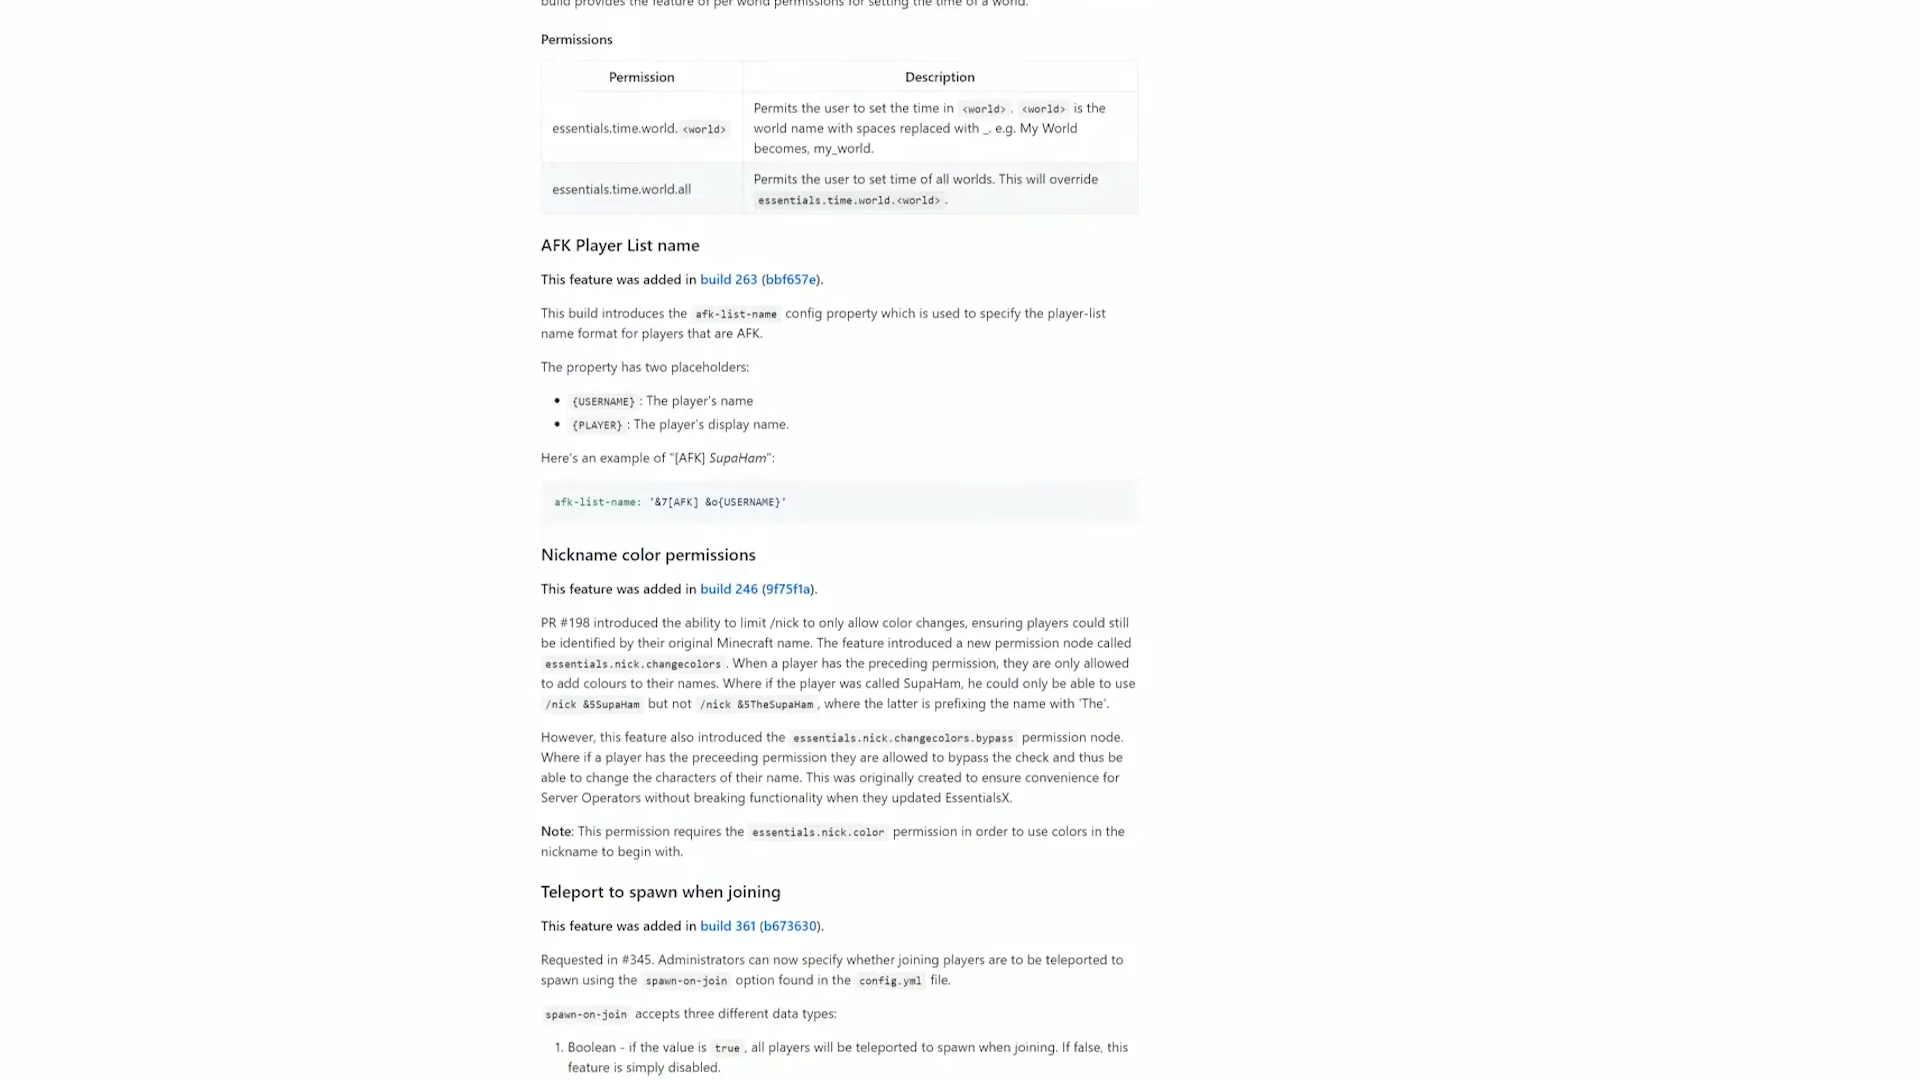 build provides the feature of per world permissions for setting the time of a world.
Permissions
Permission Description
essentials.time.world. <world>
Permits the user to set the time in <world> . <world> is the
world name with spaces replaced with _. e.g. My World
becomes, my_world.
essentials.time.world.all
Permits the user to set time of all worlds. This will override
essentials.time.world.<world> .
AFK Player List name
This feature was added in build 263 (bbf657e).
This build introduces the afk-list-name config property which is used to specify the player-list
name format for players that are AFK.
The property has two placeholders:
• {USERNAME} : The player's name
• {PLAYER} : The player's display name.
Here's an example of "[AFK] SupaHam":
afk-list-name: '&7[AFK] &o{USERNAME}'
Nickname color permissions
This feature was added in build 246 (9f75f1a).
PR #198 introduced the ability to limit /nick to only allow color changes, ensuring players could still
be identified by their original Minecraft name. The feature introduced a new permission node called
essentials.nick.changecolors . When a player has the preceding permission, they are only allowed
to add colours to their names. Where if the player was called SupaHam, he could only be able to use
/nick &5SupaHam but not /nick &5TheSupaHam , where the latter is prefixing the name with 'The'.
However, this feature also introduced the essentials.nick.changecolors.bypass permission node.
Where if a player has the preceeding permission they are allowed to bypass the check and thus be
able to change the characters of their name. This was originally created to ensure convenience for
Server Operators without breaking functionality when they updated EssentialsX.
Note: This permission requires the essentials.nick.color permission in order to use colors in the
nickname to begin with.
Teleport to spawn when joining
This feature was added in build 361 (b673630).
Requested in #345. Administrators can now specify whether joining players are to be teleported to
spawn using the spawn-on-join option found in the config.yml file.
spawn-on-join accepts three different data types:
1. Boolean - if the value is true , all players will be teleported to spawn when joining. If false, this
feature is simply disabled.